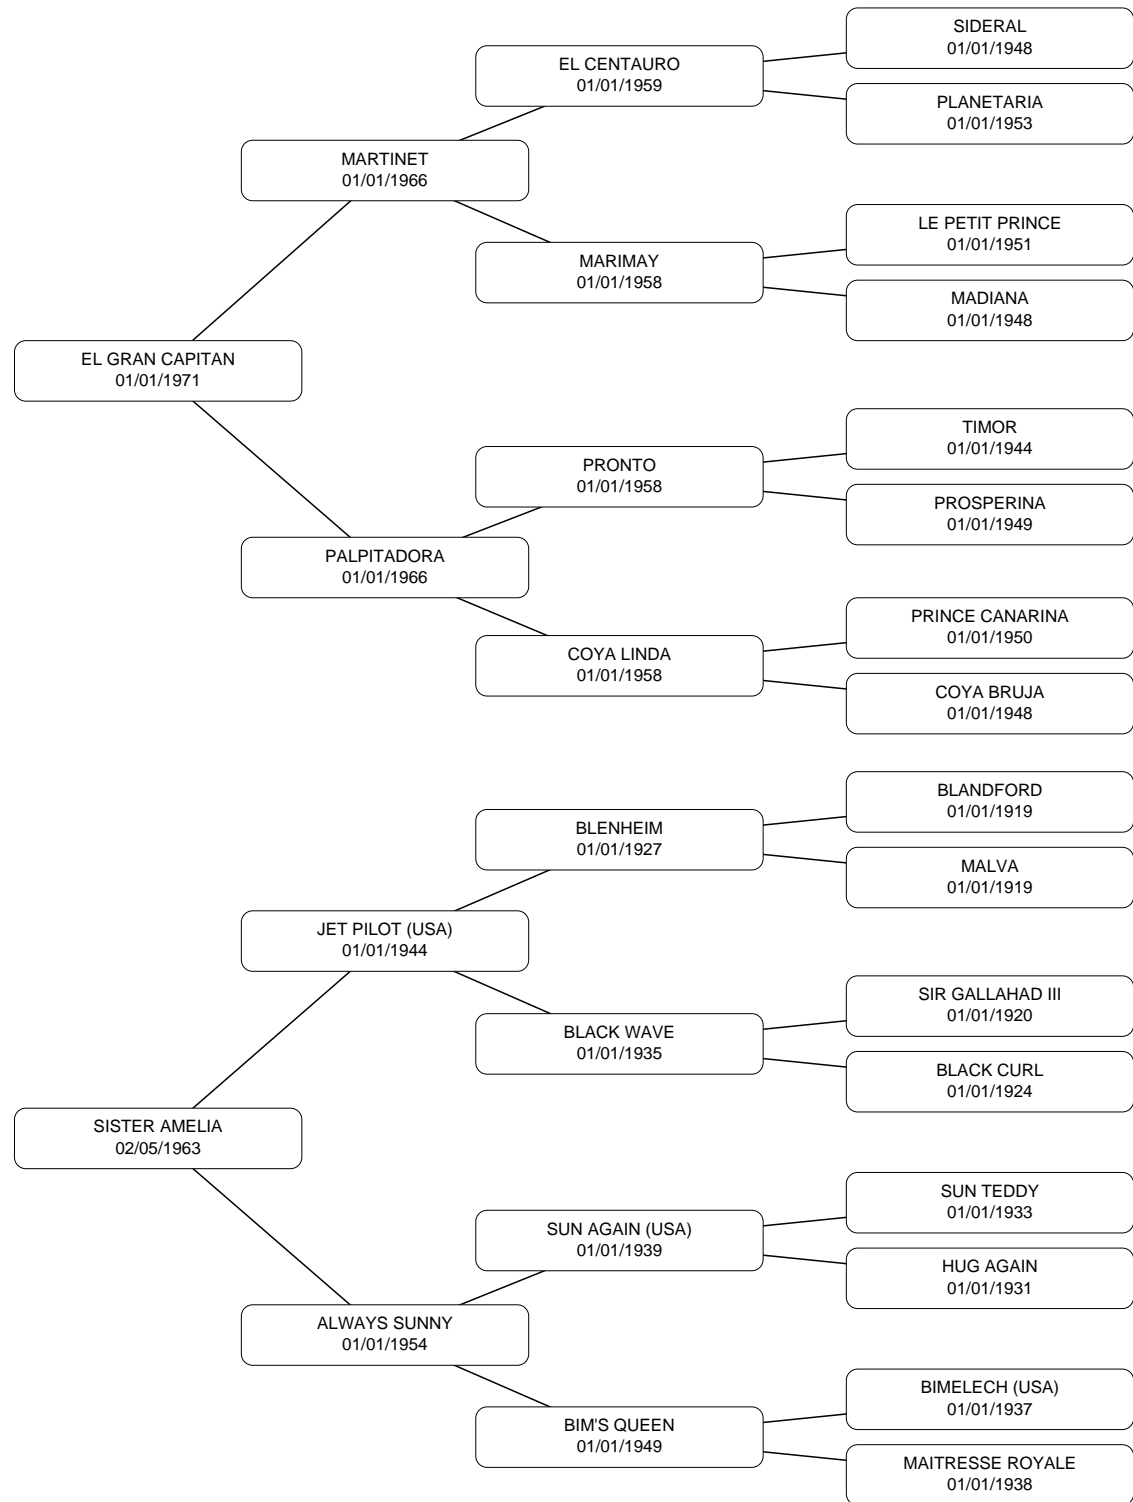 SIDERAL
01/01/1948
EL CENTAURO
01/01/1959
PLANETARIA
01/01/1953
MARTINET
01/01/1966
LE PETIT PRINCE
01/01/1951
MARIMAY
01/01/1958
MADIANA
01/01/1948
EL GRAN CAPITAN
01/01/1971
TIMOR
01/01/1944
PRONTO
01/01/1958
PROSPERINA
01/01/1949
PALPITADORA
01/01/1966
PRINCE CANARINA
01/01/1950
COYA LINDA
01/01/1958
COYA BRUJA
01/01/1948
BLANDFORD
01/01/1919
BLENHEIM
01/01/1927
MALVA
01/01/1919
JET PILOT (USA)
01/01/1944
SIR GALLAHAD III
01/01/1920
BLACK WAVE
01/01/1935
BLACK CURL
01/01/1924
SISTER AMELIA
02/05/1963
SUN TEDDY
01/01/1933
SUN AGAIN (USA)
01/01/1939
HUG AGAIN
01/01/1931
ALWAYS SUNNY
01/01/1954
BIMELECH (USA)
01/01/1937
BIM'S QUEEN
01/01/1949
MAITRESSE ROYALE
01/01/1938